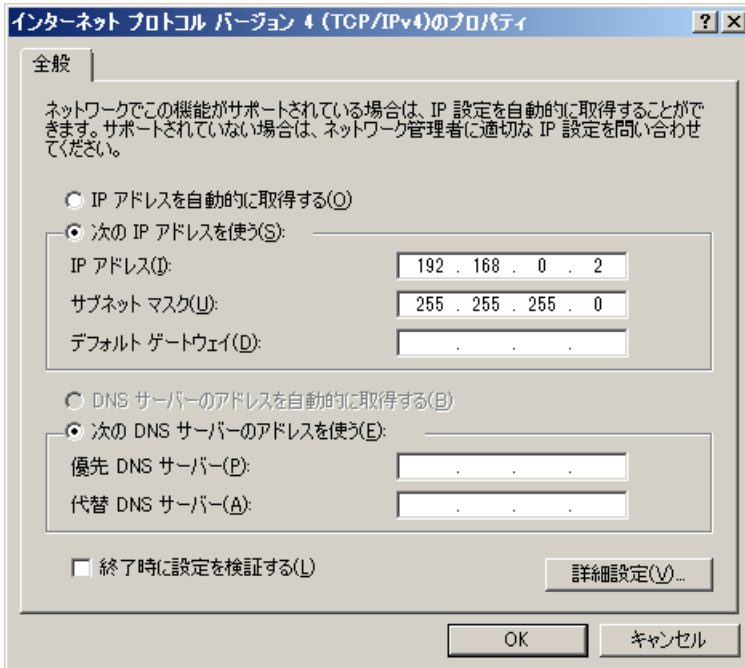 インターネット プロトコル バージョン 4 (TCP/IPv4)のプロパティ
全般
ネットワークでこの機能がサポートされている場合は、IP 設定を自動的に取得することがで
きます。サポートされていない場合は、ネットワーク管理者に適切な IP 設定を問い合わせ
てください。
IP アドレスを自動的に取得する(O)
次の IP アドレスを使う(S):
IP アドレス(I): 192 . 168 . 0 . 2
サブネット マスク(U): 255 . 255 . 255 . 0
デフォルト ゲートウェイ(D): . . .
DNS サーバーのアドレスを自動的に取得する(B)
次の DNS サーバーのアドレスを使う(E):
優先 DNS サーバー(P): . . .
代替 DNS サーバー(A): . . .
終了時に設定を検証する(L)
詳細設定(V)...
OK キャンセル